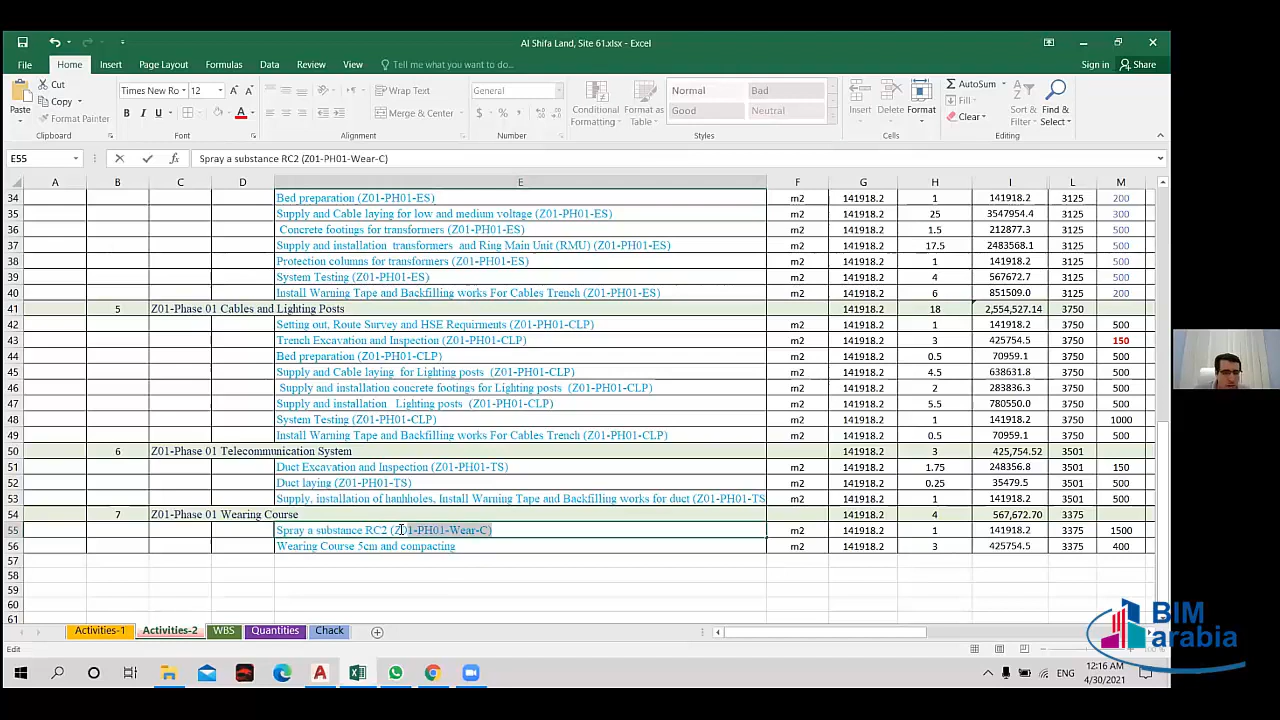 Al Shifa Land, Site 61.xlsx - Excel
File Home Insert Page Layout Formulas Data Review View Tell me what you want to do... Sign in Share
Paste Cut Copy Format Painter Clipboard
Times New Ro 12 B I U A Font
Wrap Text Merge & Center Alignment
General $ % Number
Conditional Formatting Format as Table Normal Bad Good Neutral Styles
Insert Delete Format Cells
AutoSum Fill Clear Sort & Filter Find & Select Editing
E55 fx Spray a substance RC2 (Z01-PH01-Wear-C)
A B C D E F G H I L M
34 Bed preparation (Z01-PH01-ES) m2 141918.2 1 141918.2 3125 200
35 Supply and Cable laying for low and medium voltage (Z01-PH01-ES) m2 141918.2 25 3547954.4 3125 300
36 Concrete footings for transformers (Z01-PH01-ES) m2 141918.2 1.5 212877.3 3125 500
37 Supply and installation transformers and Ring Main Unit (RMU) (Z01-PH01-ES) m2 141918.2 17.5 2483568.1 3125 500
38 Protection columns for transformers (Z01-PH01-ES) m2 141918.2 1 141918.2 3125 500
39 System Testing (Z01-PH01-ES) m2 141918.2 4 567672.7 3125 500
40 Install Warning Tape and Backfilling works For Cables Trench (Z01-PH01-ES) m2 141918.2 6 851509.0 3125 200
41 5 Z01-Phase 01 Cables and Lighting Posts 141918.2 18 2,554,527.14 3750
42 Setting out, Route Survey and HSE Requirments (Z01-PH01-CLP) m2 141918.2 1 141918.2 3750 500
43 Trench Excavation and Inspection (Z01-PH01-CLP) m2 141918.2 3 425754.5 3750 150
44 Bed preparation (Z01-PH01-CLP) m2 141918.2 0.5 70959.1 3750 500
45 Supply and Cable laying for Lighting posts (Z01-PH01-CLP) m2 141918.2 4.5 638631.8 3750 500
46 Supply and installation concrete footings for Lighting posts (Z01-PH01-CLP) m2 141918.2 2 283836.3 3750 500
47 Supply and installation Lighting posts (Z01-PH01-CLP) m2 141918.2 5.5 780550.0 3750 500
48 System Testing (Z01-PH01-CLP) m2 141918.2 1 141918.2 3750 1000
49 Install Warning Tape and Backfilling works For Cables Trench (Z01-PH01-CLP) m2 141918.2 0.5 70959.1 3750 500
50 6 Z01-Phase 01 Telecommunication System 141918.2 3 425,754.52 3501
51 Duct Excavation and Inspection (Z01-PH01-TS) m2 141918.2 1.75 248356.8 3501 150
52 Duct laying (Z01-PH01-TS) m2 141918.2 0.25 35479.5 3501 500
53 Supply, installation of hanhholes, Install Warning Tape and Backfilling works for duct (Z01-PH01-TS m2 141918.2 1 141918.2 3501 500
54 7 Z01-Phase 01 Wearing Course 141918.2 4 567,672.70 3375
55 Spray a substance RC2 (Z01-PH01-Wear-C) m2 141918.2 1 141918.2 3375 1500
56 Wearing Course 5cm and compacting m2 141918.2 3 425754.5 3375 400
57
58
59
60
61
Activities-1 Activities-2 WBS Quantities Chack
Edit
ENG 12:16 AM
4/30/2021
BIM
arabia